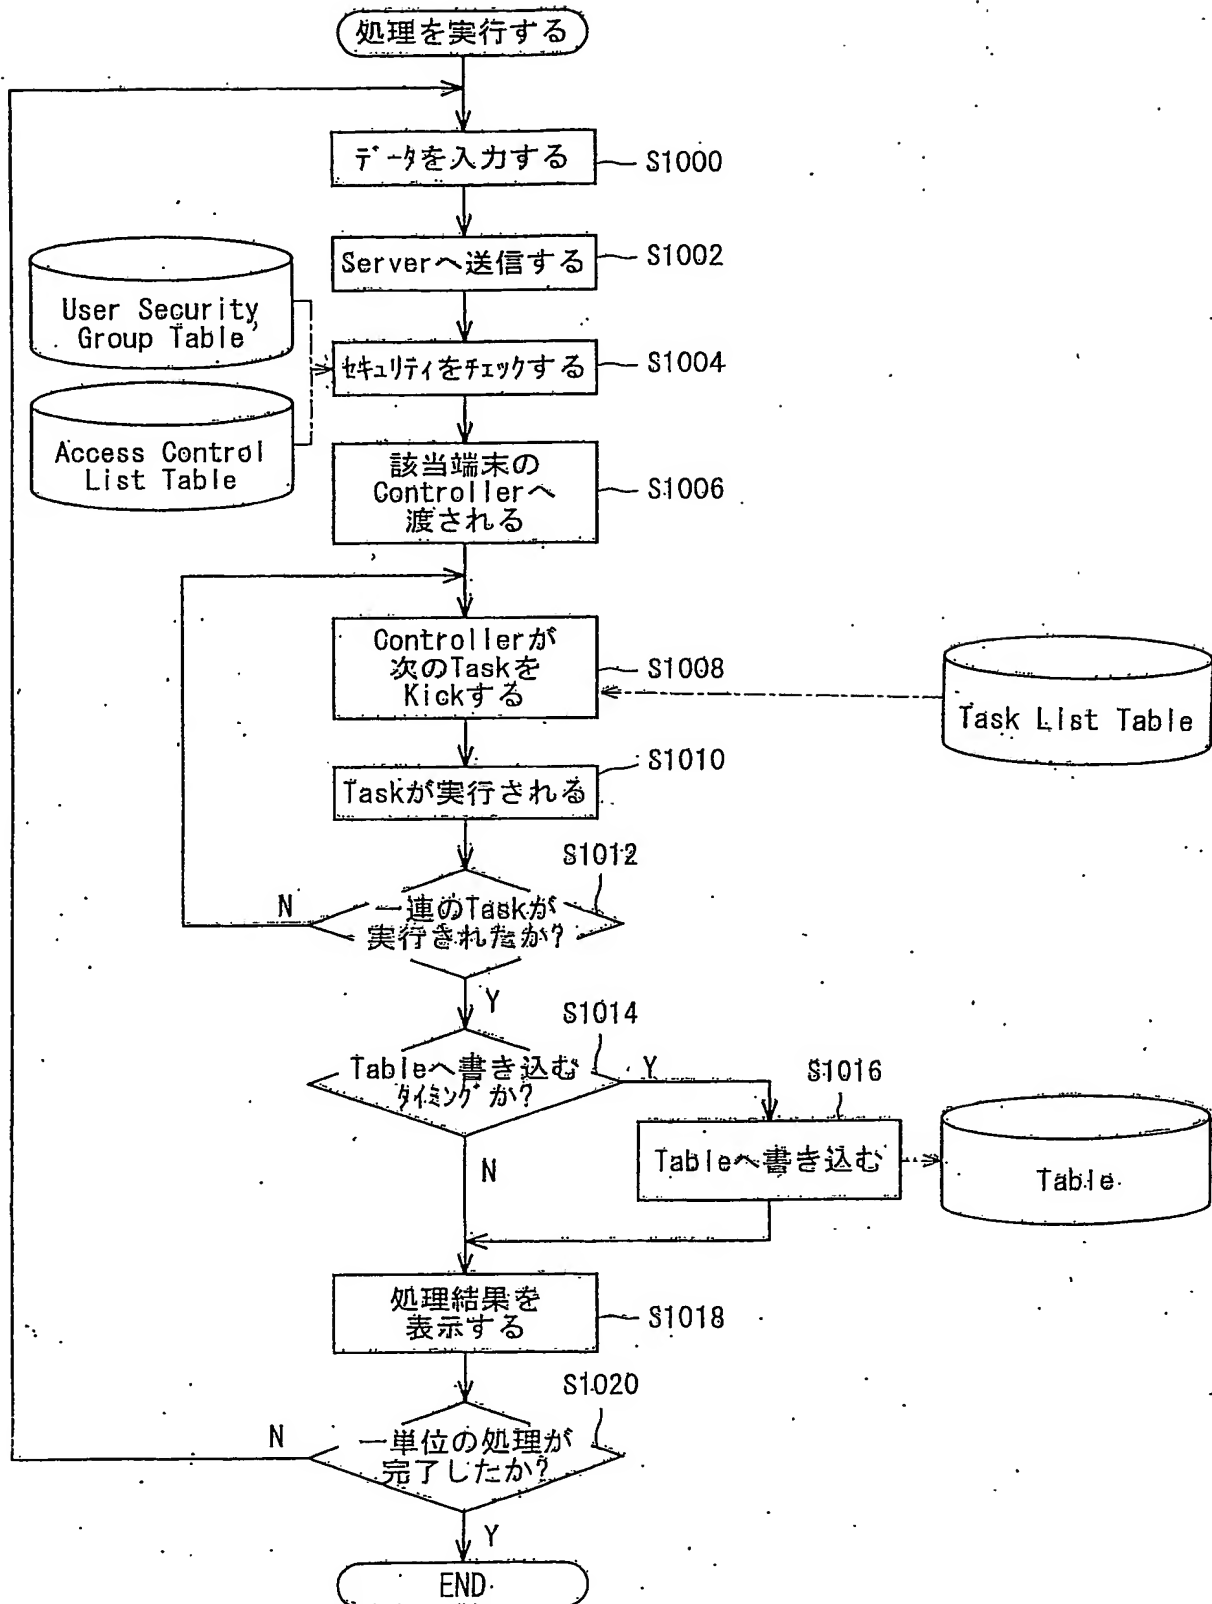 処理を実行する
データを入力する
S1000
Serverへ送信する
S1002
User Security
Group Table
セキュリティをチェックする
S1004
Access Control
List Table
該当端末の
Controllerへ
渡される
S1006
Controllerが
次のTaskを
Kickする
S1008
Task List Table
Taskが実行される
S1010
S1012
N
一連のTaskが
実行されたか?
Y
S1014
Tableへ書き込む
タイミングか?
Y
S1016
Tableへ書き込む
Table
N
処理結果を
表示する
S1018
S1020
N
一単位の処理が
完了したか?
Y
END